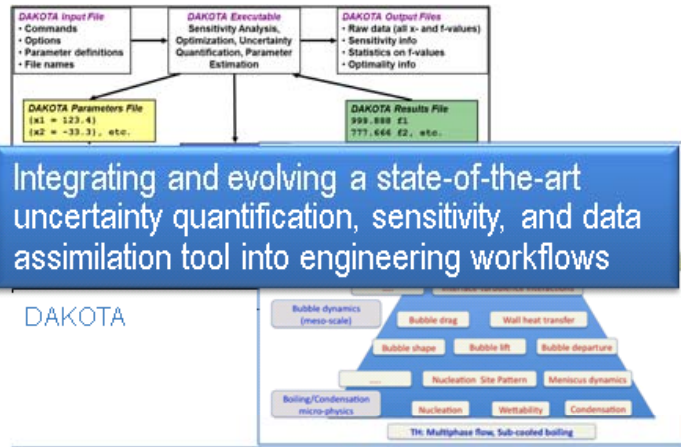 DAKOTA Input File
• Commands
• Options
• Parameter definitions
• File names
DAKOTA Executable
Sensitivity Analysis,
Optimization, Uncertainty
Quantification, Parameter
Estimation
DAKOTA Output Files
• Raw data (all x- and f-values)
• Sensitivity info
• Statistics on f-values
• Optimality info
DAKOTA Parameters File
{x1 = 123.4}
{x2 = -33.3}, etc.
DAKOTA Results File
999.888 f1
777.666 f2, etc.
Integrating and evolving a state-of-the-art
uncertainty quantification, sensitivity, and data
assimilation tool into engineering workflows
DAKOTA
....
Interface turbulence interactions
Bubble dynamics
(meso-scale)
Bubble drag
Wall heat transfer
Bubble shape
Bubble lift
Bubble departure
....
Nucleation Site Pattern
Meniscus dynamics
Boiling/Condensation
micro-physics
Nucleation
Wettability
Condensation
TH: Multiphase flow, Sub-cooled boiling